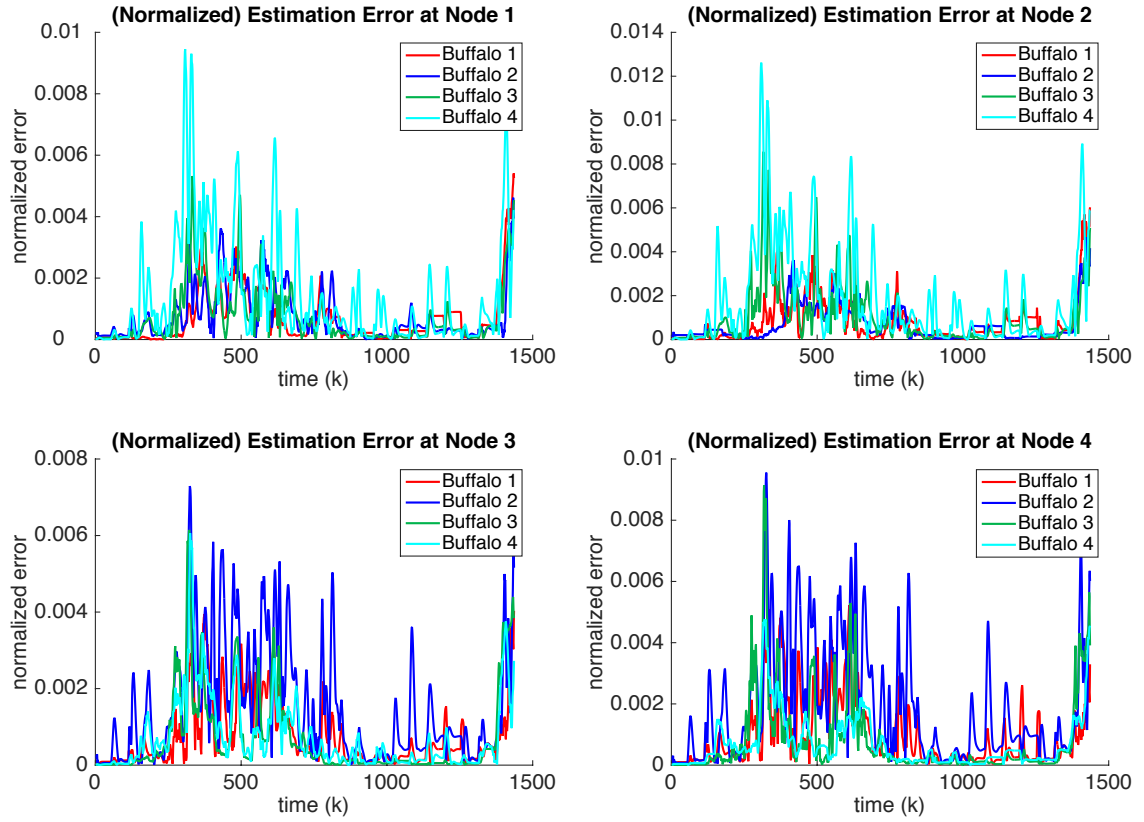 (Normalized) Estimation Error at Node 1
0.01
0.008
0.006
0.004
0.002
0
normalized error
0
500
1000
1500
time (k)
Buffalo 1
Buffalo 2
Buffalo 3
Buffalo 4
(Normalized) Estimation Error at Node 2
0.014
0.012
0.01
0.008
0.006
0.004
0.002
0
normalized error
0
500
1000
1500
time (k)
Buffalo 1
Buffalo 2
Buffalo 3
Buffalo 4
(Normalized) Estimation Error at Node 3
0.008
0.006
0.004
0.002
0
normalized error
0
500
1000
1500
time (k)
Buffalo 1
Buffalo 2
Buffalo 3
Buffalo 4
(Normalized) Estimation Error at Node 4
0.01
0.008
0.006
0.004
0.002
0
normalized error
0
500
1000
1500
time (k)
Buffalo 1
Buffalo 2
Buffalo 3
Buffalo 4